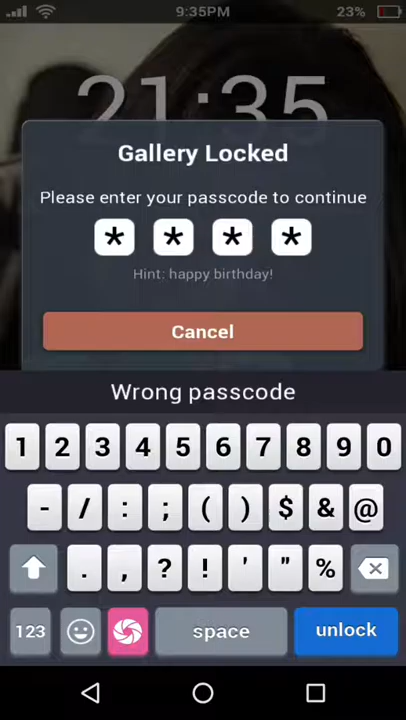 9:35PM 23%
21:35
Gallery Locked
Please enter your passcode to continue
* * * *
Hint: happy birthday!
Cancel
Wrong passcode
1 2 3 4 5 6 7 8 9 0
- / : ; ( ) $ & @
. , ? ! ' " %
123 space unlock